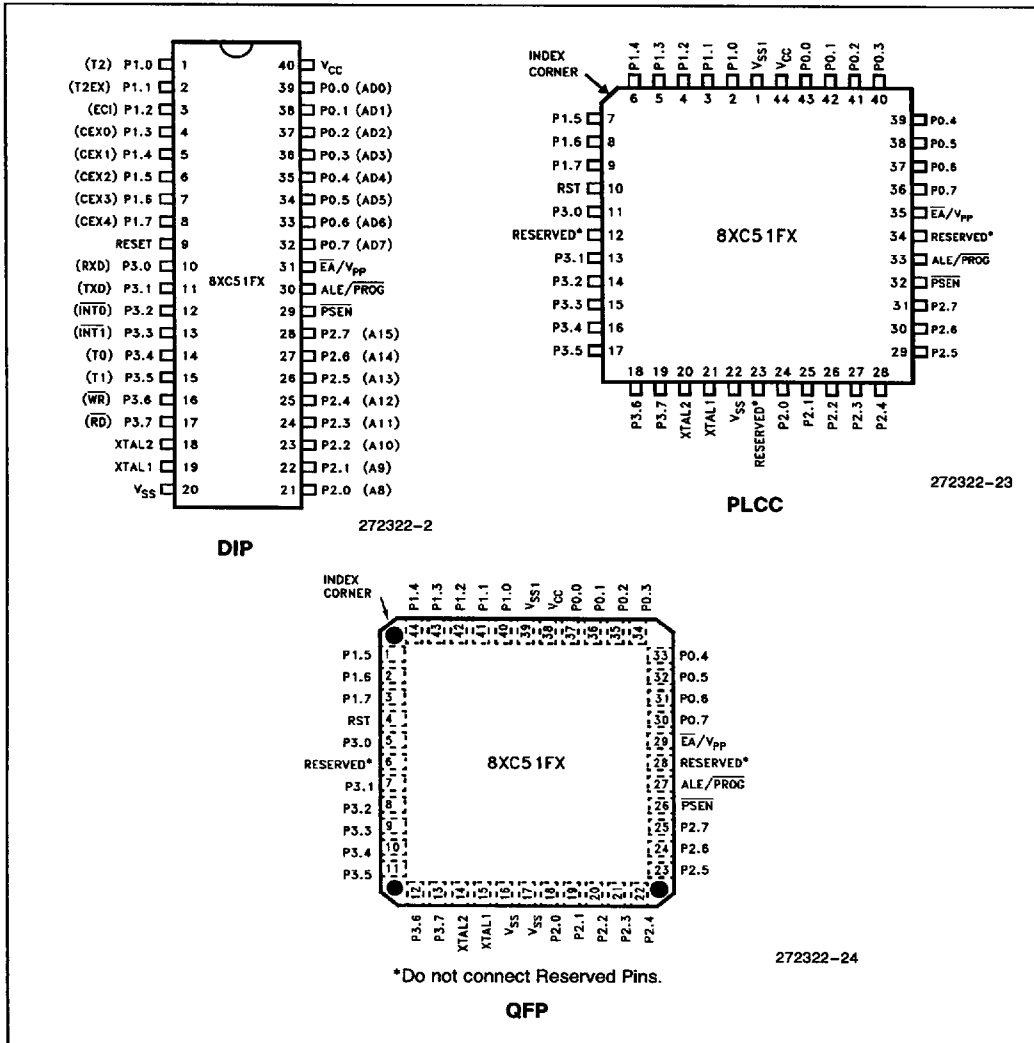 (T2) P1.0 1 40 VCC
(T2EX) P1.1 2 39 P0.0 (AD0)
(ECI) P1.2 3 38 P0.1 (AD1)
(CEX0) P1.3 4 37 P0.2 (AD2)
(CEX1) P1.4 5 36 P0.3 (AD3)
(CEX2) P1.5 6 35 P0.4 (AD4)
(CEX3) P1.6 7 34 P0.5 (AD5)
(CEX4) P1.7 8 33 P0.6 (AD6)
RESET 9 32 P0.7 (AD7)
(RXD) P3.0 10 31 E̅A̅/VPP
8XC51FX
(TXD) P3.1 11 30 ALE/P̅R̅O̅G̅
(I̅N̅T̅0̅) P3.2 12 29 P̅S̅E̅N̅
(I̅N̅T̅1̅) P3.3 13 28 P2.7 (A15)
(T0) P3.4 14 27 P2.6 (A14)
(T1) P3.5 15 26 P2.5 (A13)
(W̅R̅) P3.6 16 25 P2.4 (A12)
(R̅D̅) P3.7 17 24 P2.3 (A11)
XTAL2 18 23 P2.2 (A10)
XTAL1 19 22 P2.1 (A9)
VSS 20 21 P2.0 (A8)
272322-2
DIP
INDEX
CORNER
P1.4 P1.3 P1.2 P1.1 P1.0 VSS1 VCC P0.0 P0.1 P0.2 P0.3
6 5 4 3 2 1 44 43 42 41 40
P1.5 7 39 P0.4
P1.6 8 38 P0.5
P1.7 9 37 P0.6
RST 10 36 P0.7
P3.0 11 35 E̅A̅/VPP
RESERVED* 12 8XC51FX 34 RESERVED*
P3.1 13 33 ALE/P̅R̅O̅G̅
P3.2 14 32 P̅S̅E̅N̅
P3.3 15 31 P2.7
P3.4 16 30 P2.6
P3.5 17 29 P2.5
18 19 20 21 22 23 24 25 26 27 28
P3.6 P3.7 XTAL2 XTAL1 VSS RESERVED* P2.0 P2.1 P2.2 P2.3 P2.4
272322-23
PLCC
INDEX
CORNER
P1.4 P1.3 P1.2 P1.1 P1.0 VSS1 VCC P0.0 P0.1 P0.2 P0.3
44 43 42 41 40 39 38 37 36 35 34
P1.5 1 33 P0.4
P1.6 2 32 P0.5
P1.7 3 31 P0.6
RST 4 30 P0.7
P3.0 5 29 E̅A̅/VPP
RESERVED* 6 8XC51FX 28 RESERVED*
P3.1 7 27 ALE/P̅R̅O̅G̅
P3.2 8 26 P̅S̅E̅N̅
P3.3 9 25 P2.7
P3.4 10 24 P2.6
P3.5 11 23 P2.5
12 13 14 15 16 17 18 19 20 21 22
P3.6 P3.7 XTAL2 XTAL1 VSS VSS P2.0 P2.1 P2.2 P2.3 P2.4
272322-24
*Do not connect Reserved Pins.
QFP